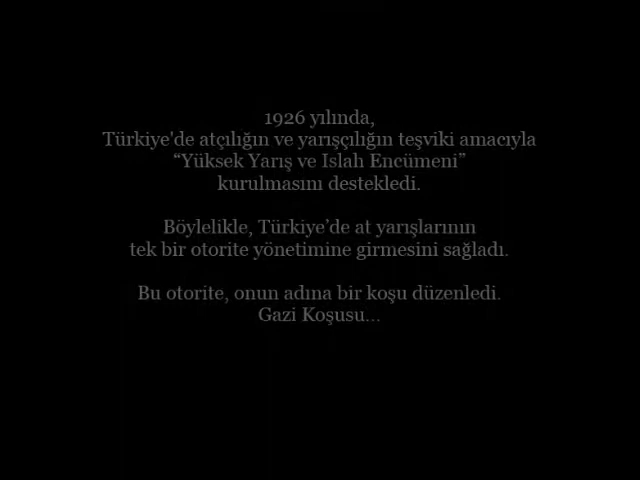 1926 yılında,
Türkiye'de atçılığın ve yarışçılığın teşviki amacıyla
“Yüksek Yarış ve Islah Encümeni”
kurulmasını destekledi.
Böylelikle, Türkiye’de at yarışlarının
tek bir otorite yönetimine girmesini sağladı.
Bu otorite, onun adına bir koşu düzenledi.
Gazi Koşusu...